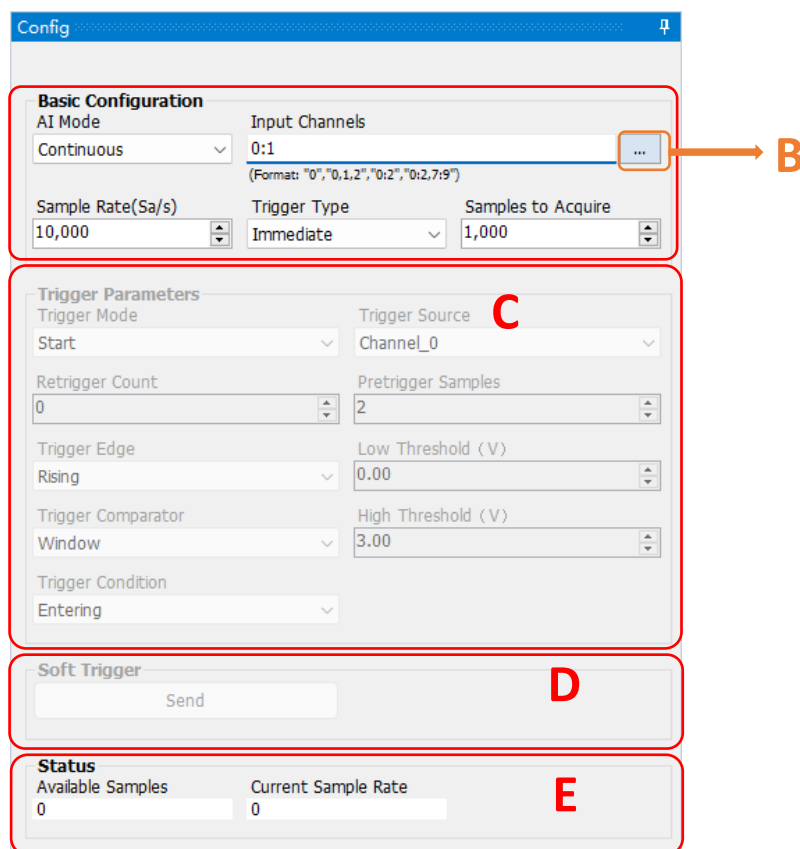 Config
Basic Configuration
AI Mode Input Channels
Continuous 0:1 ... B
(Format: "0","0,1,2","0:2","0:2,7:9")
Sample Rate(Sa/s) Trigger Type Samples to Acquire
10,000 Immediate 1,000
Trigger Parameters C
Trigger Mode Trigger Source
Start Channel_0
Retrigger Count Pretrigger Samples
0 2
Trigger Edge Low Threshold (V)
Rising 0.00
Trigger Comparator High Threshold (V)
Window 3.00
Trigger Condition
Entering
Soft Trigger D
Send
Status
Available Samples Current Sample Rate E
0 0